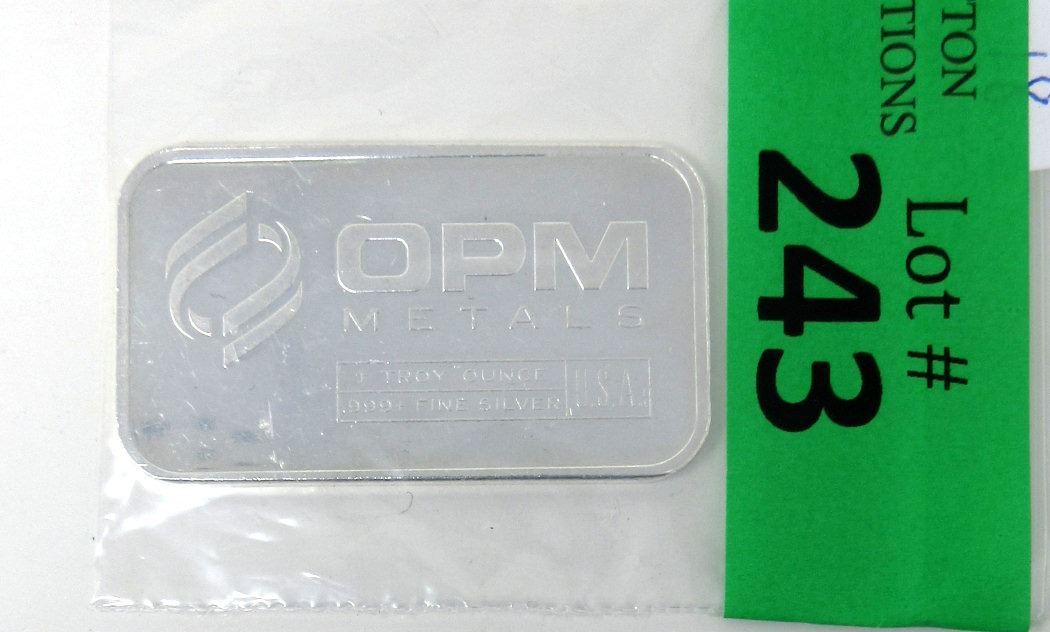 OPM
METALS
1 TROY OUNCE
.999+ FINE SILVER
U.S.A.
TON
TIONS
Lot #
243